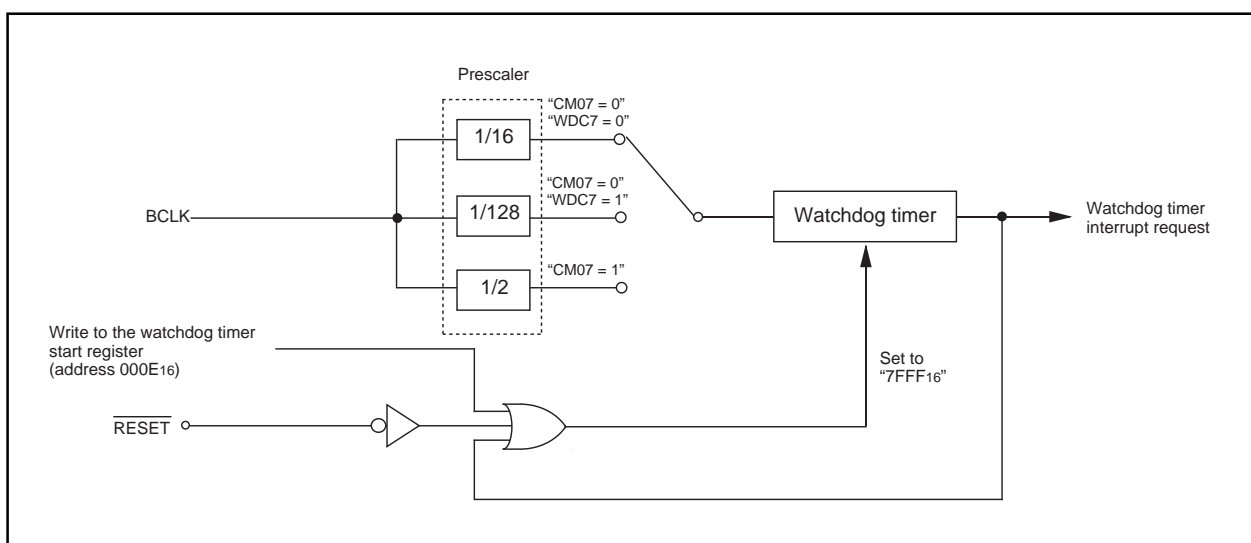 Prescaler
“CM07 = 0”
“WDC7 = 0”
1/16
“CM07 = 0”
“WDC7 = 1”
BCLK
1/128
Watchdog timer
Watchdog timer
interrupt request
“CM07 = 1”
1/2
Write to the watchdog timer
start register
(address 000E16)
Set to
“7FFF16”
RESET